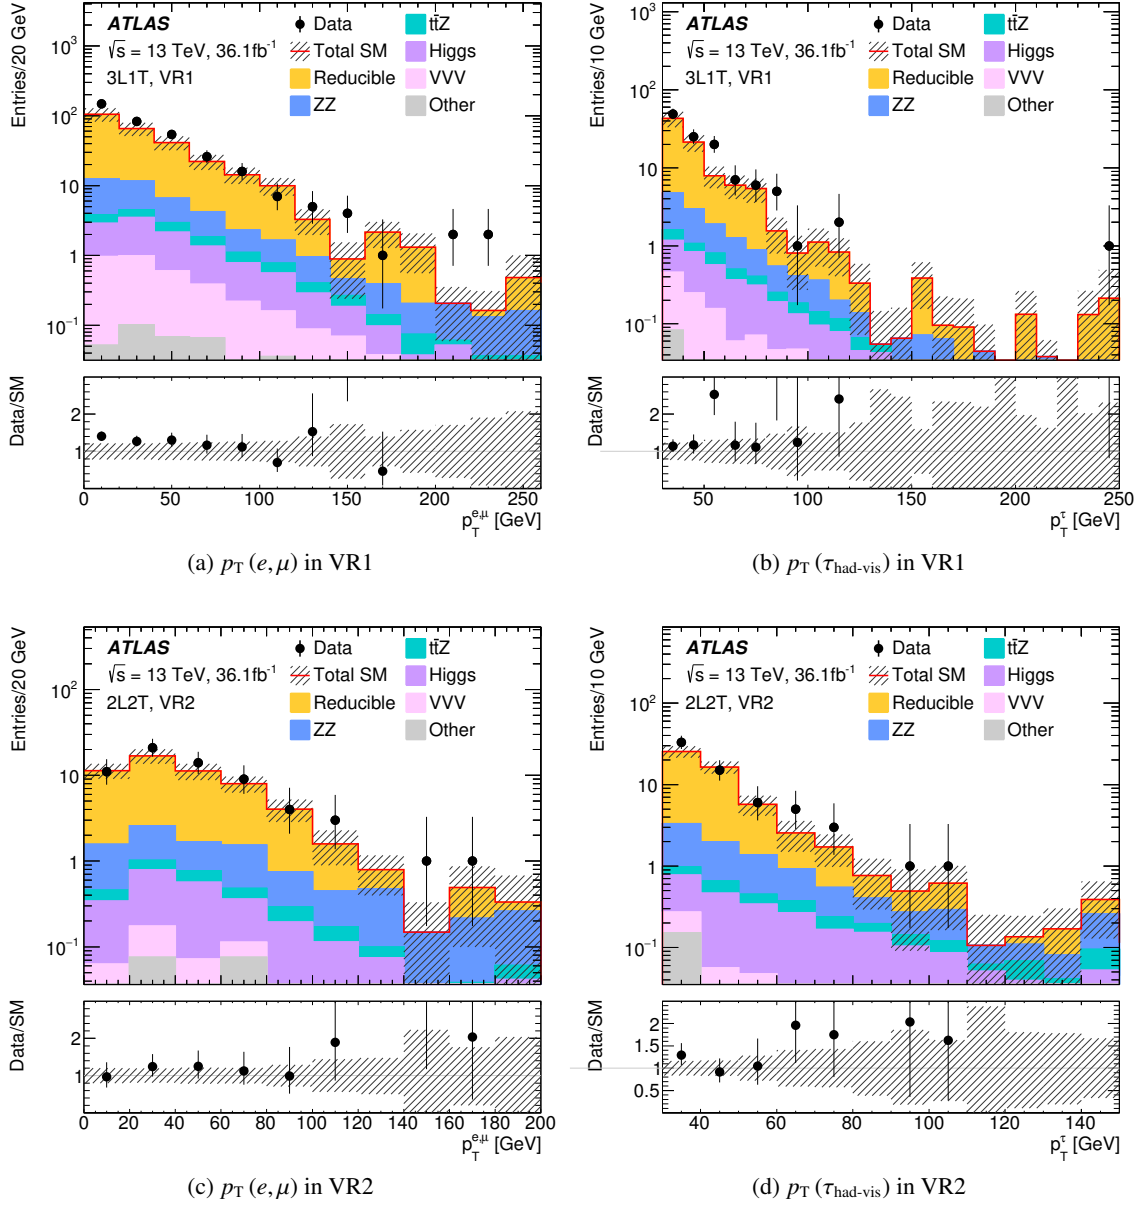 Entries/20 GeV
10³
10²
10
1
10⁻¹
ATLAS
√s = 13 TeV, 36.1fb⁻¹
3L1T, VR1
Data
Total SM
Reducible
ZZ
tt̄Z
Higgs
VVV
Other
Data/SM
2
1
0 50 100 150 200 250
p_T^{e,μ} [GeV]
(a) p_T (e, μ) in VR1
Entries/10 GeV
10³
10²
10
1
10⁻¹
ATLAS
√s = 13 TeV, 36.1fb⁻¹
3L1T, VR1
Data
Total SM
Reducible
ZZ
tt̄Z
Higgs
VVV
Other
Data/SM
2
1
50 100 150 200 250
p_T^τ [GeV]
(b) p_T (τ_had-vis) in VR1
Entries/20 GeV
10²
10
1
10⁻¹
ATLAS
√s = 13 TeV, 36.1fb⁻¹
2L2T, VR2
Data
Total SM
Reducible
ZZ
tt̄Z
Higgs
VVV
Other
Data/SM
2
1
0 20 40 60 80 100 120 140 160 180 200
p_T^{e,μ} [GeV]
(c) p_T (e, μ) in VR2
Entries/10 GeV
10²
10
1
10⁻¹
ATLAS
√s = 13 TeV, 36.1fb⁻¹
2L2T, VR2
Data
Total SM
Reducible
ZZ
tt̄Z
Higgs
VVV
Other
Data/SM
2
1.5
1
0.5
40 60 80 100 120 140
p_T^τ [GeV]
(d) p_T (τ_had-vis) in VR2